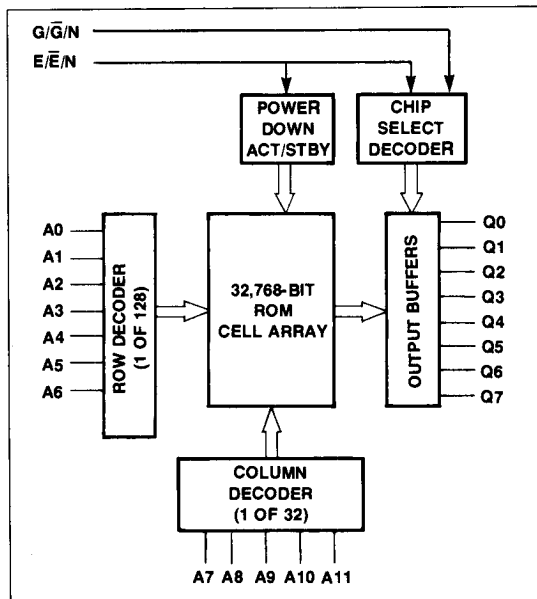 G/G̅/N
E/E̅/N
POWER
DOWN
ACT/STBY
CHIP
SELECT
DECODER
A0
A1
A2
A3
A4
A5
A6
ROW DECODER
(1 OF 128)
32,768-BIT
ROM
CELL ARRAY
OUTPUT BUFFERS
Q0
Q1
Q2
Q3
Q4
Q5
Q6
Q7
COLUMN
DECODER
(1 OF 32)
A7 A8 A9 A10 A11